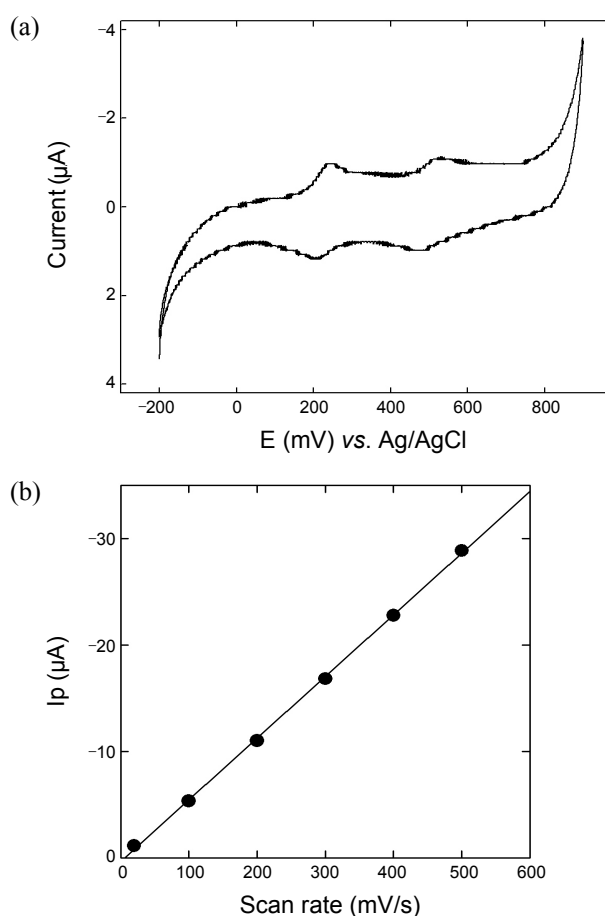 (a)
−4
−2
0
2
4
Current (µA)
−200 0 200 400 600 800
E (mV) vs. Ag/AgCl
(b)
−30
−20
−10
0
Ip (µA)
0 100 200 300 400 500 600
Scan rate (mV/s)